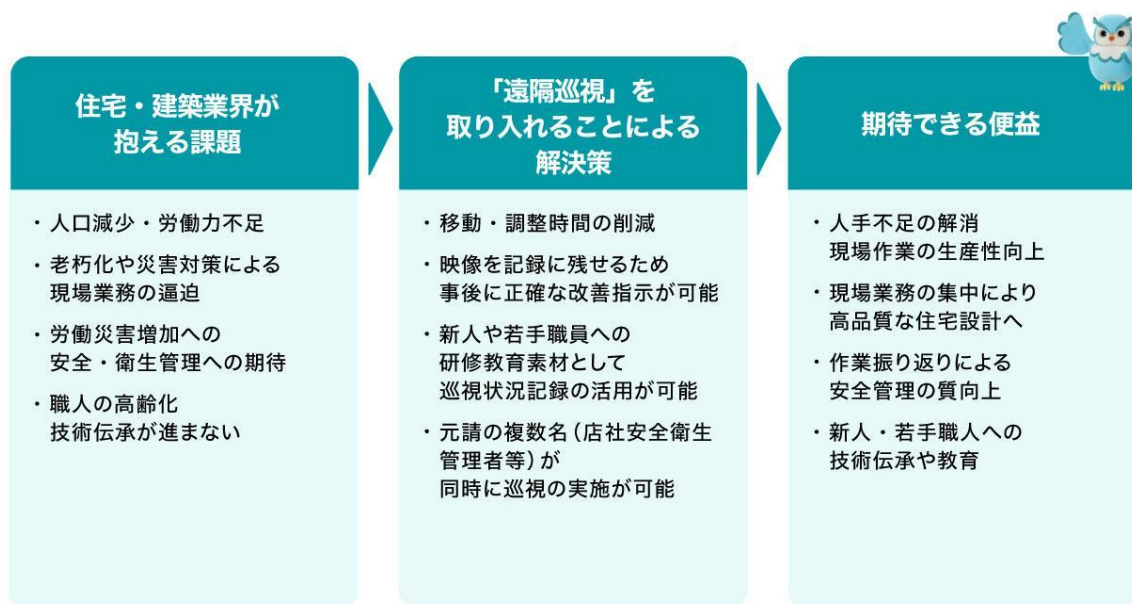 住宅・建築業界が
抱える課題
・人口減少・労働力不足
・老朽化や災害対策による
現場業務の逼迫
・労働災害増加への
安全・衛生管理への期待
・職人の高齢化
技術伝承が進まない
「遠隔巡視」を
取り入れることによる
解決策
・移動・調整時間の削減
・映像を記録に残せるため
事後に正確な改善指示が可能
・新人や若手職員への
研修教育素材として
巡視状況記録の活用が可能
・元請の複数名(店社安全衛生
管理者等)が
同時に巡視の実施が可能
期待できる便益
・人手不足の解消
現場作業の生産性向上
・現場業務の集中により
高品質な住宅設計へ
・作業振り返りによる
安全管理の質向上
・新人・若手職人への
技術伝承や教育